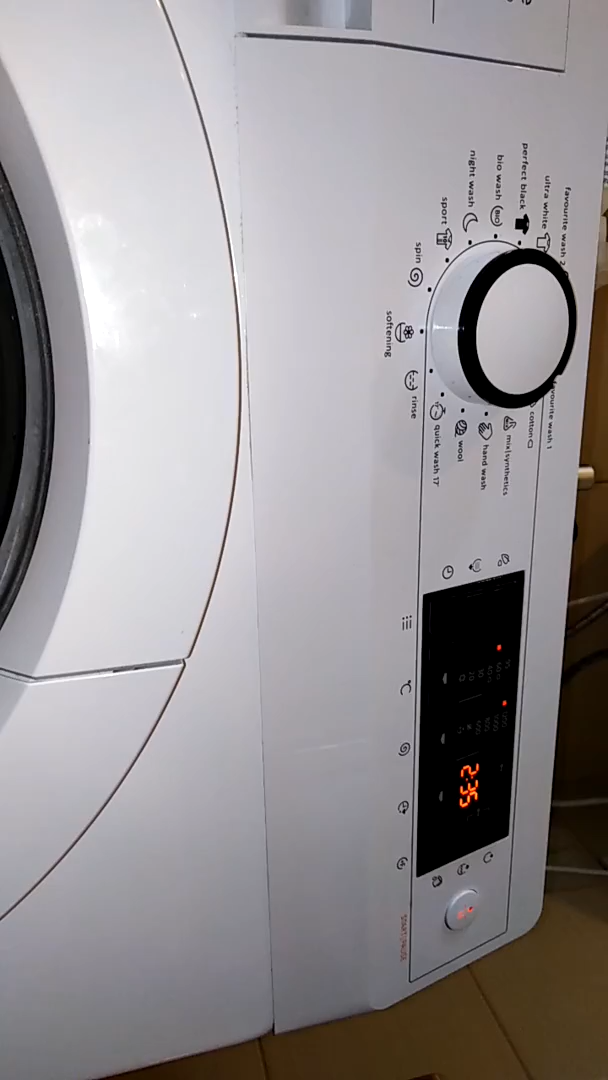 favourite wash 2
ultra white
perfect black
bio wash
BIO
night wash
sport
spin
softening
rinse
quick wash 17'
wool
hand wash
mix|synthetics
cotton
favourite wash 1
°C
2:35
START|PAUSE